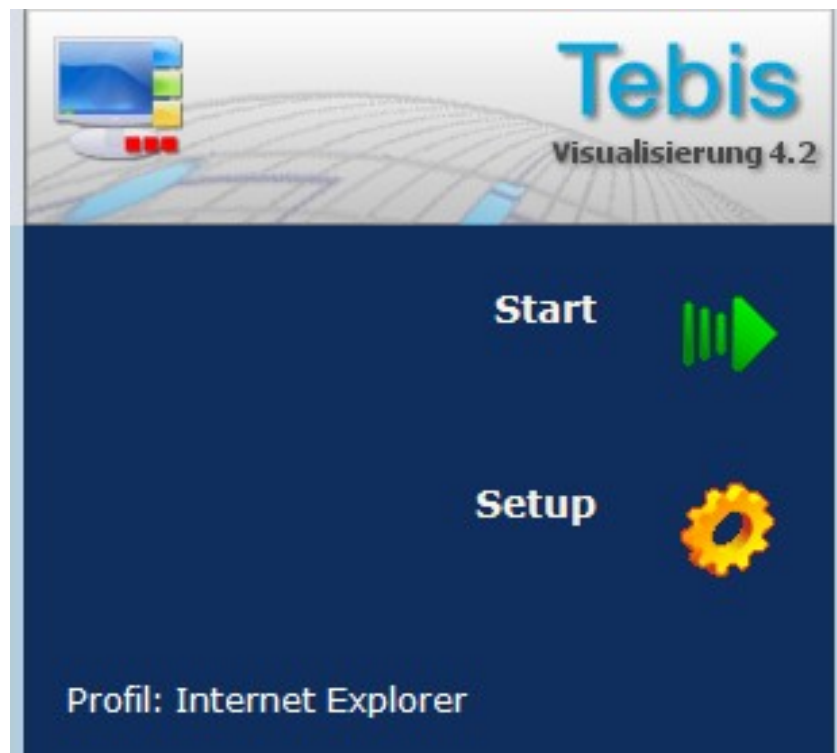 Tebis
Visualisierung 4.2
Start
Setup
Profil: Internet Explorer